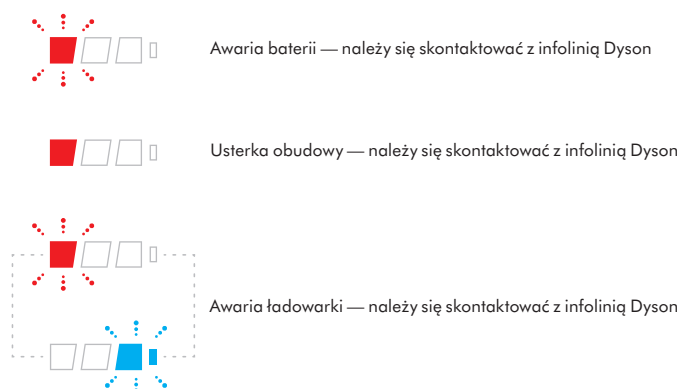 Awaria baterii — należy się skontaktować z infolinią Dyson
Usterka obudowy — należy się skontaktować z infolinią Dyson
Awaria ładowarki — należy się skontaktować z infolinią Dyson